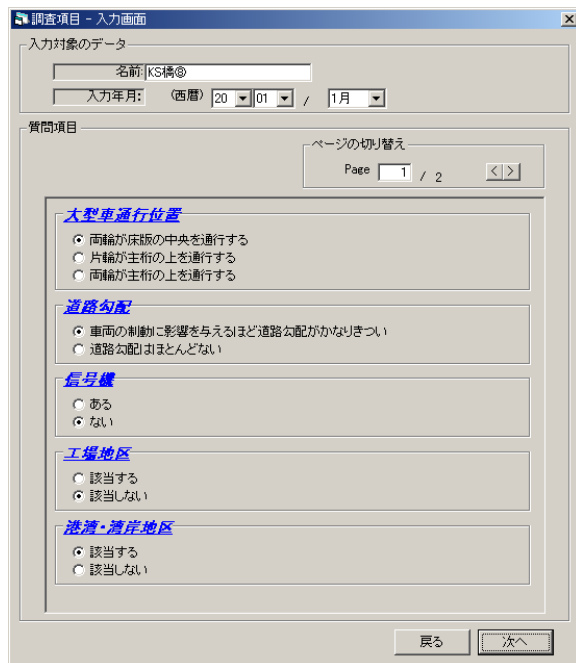 調査項目 - 入力画面
入力対象のデータ
名前: KS橋⑧
入力年月: (西暦) 20 01 / 1月
質問項目
ページの切り替え
Page 1 / 2 < >
大型車通行位置
両輪が床版の中央を通行する
片輪が主桁の上を通行する
両輪が主桁の上を通行する
道路勾配
車両の制動に影響を与えるほど道路勾配がかなりきつい
道路勾配はほとんどない
信号機
ある
ない
工場地区
該当する
該当しない
港湾・湾岸地区
該当する
該当しない
戻る 次へ